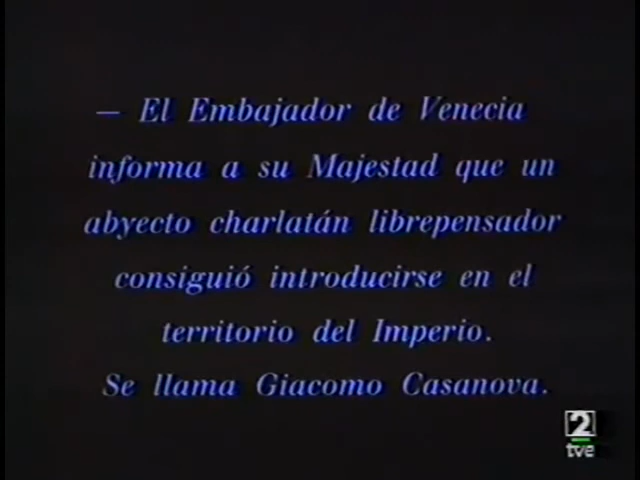 — El Embajador de Venecia
informa a su Majestad que un
abyecto charlatán librepensador
consiguió introducirse en el
territorio del Imperio.
Se llama Giacomo Casanova.
2
tve